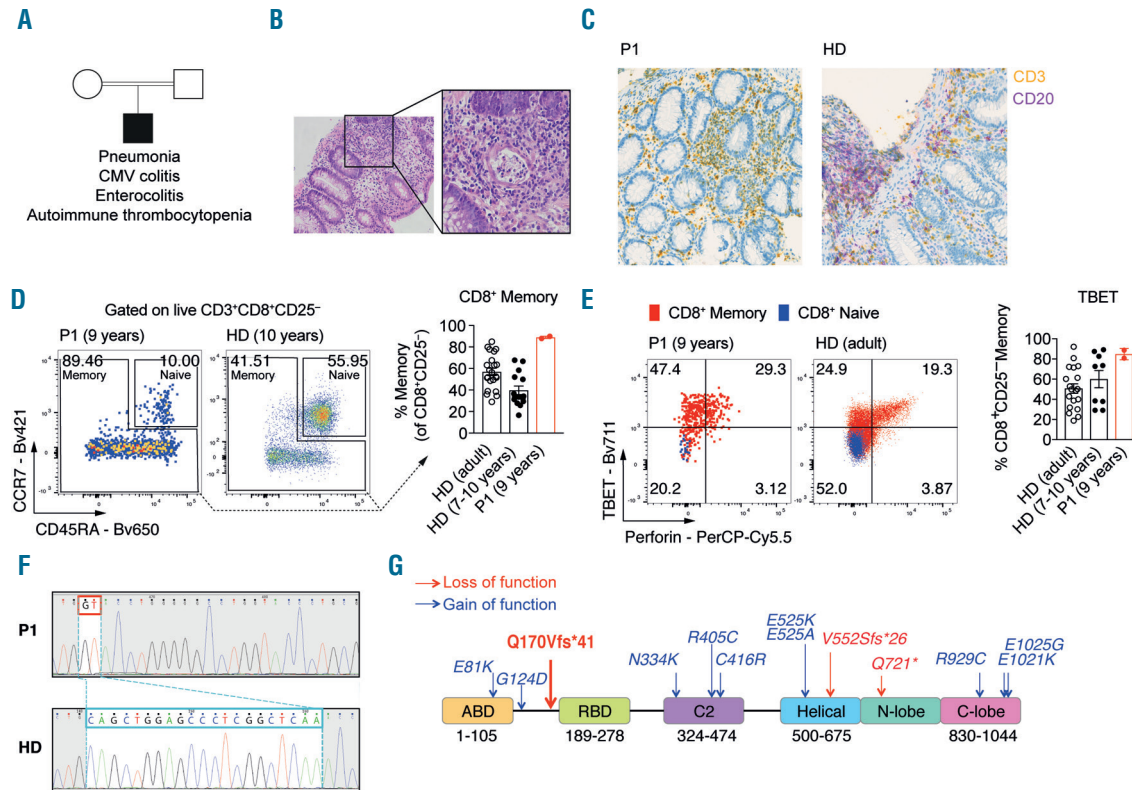 A
Pneumonia
CMV colitis
Enterocolitis
Autoimmune thrombocytopenia
B
C
P1
HD
CD3
CD20
D
Gated on live CD3⁺CD8⁺CD25⁻
P1 (9 years)
HD (10 years)
89.46
Memory
10.00
Naive
41.51
Memory
55.95
Naive
CCR7 - Bv421
CD45RA - Bv650
CD8⁺ Memory
% Memory
(of CD8⁺CD25⁻)
100
80
60
40
20
0
HD (adult)
HD (7-10 years)
P1 (9 years)
E
CD8⁺ Memory
CD8⁺ Naive
P1 (9 years)
HD (adult)
47.4
29.3
20.2
3.12
24.9
19.3
52.0
3.87
TBET - Bv711
Perforin - PerCP-Cy5.5
TBET
% CD8⁺CD25⁻ Memory
100
80
60
40
20
0
HD (adult)
HD (7-10 years)
P1 (9 years)
F
P1
G T
HD
C A G C T G G A G C C C T C G G C T C A A
G
Loss of function
Gain of function
E81K
G124D
Q170Vfs*41
N334K
R405C
C416R
E525K
E525A
V552Sfs*26
Q721*
R929C
E1025G
E1021K
ABD
RBD
C2
Helical
N-lobe
C-lobe
1-105
189-278
324-474
500-675
830-1044